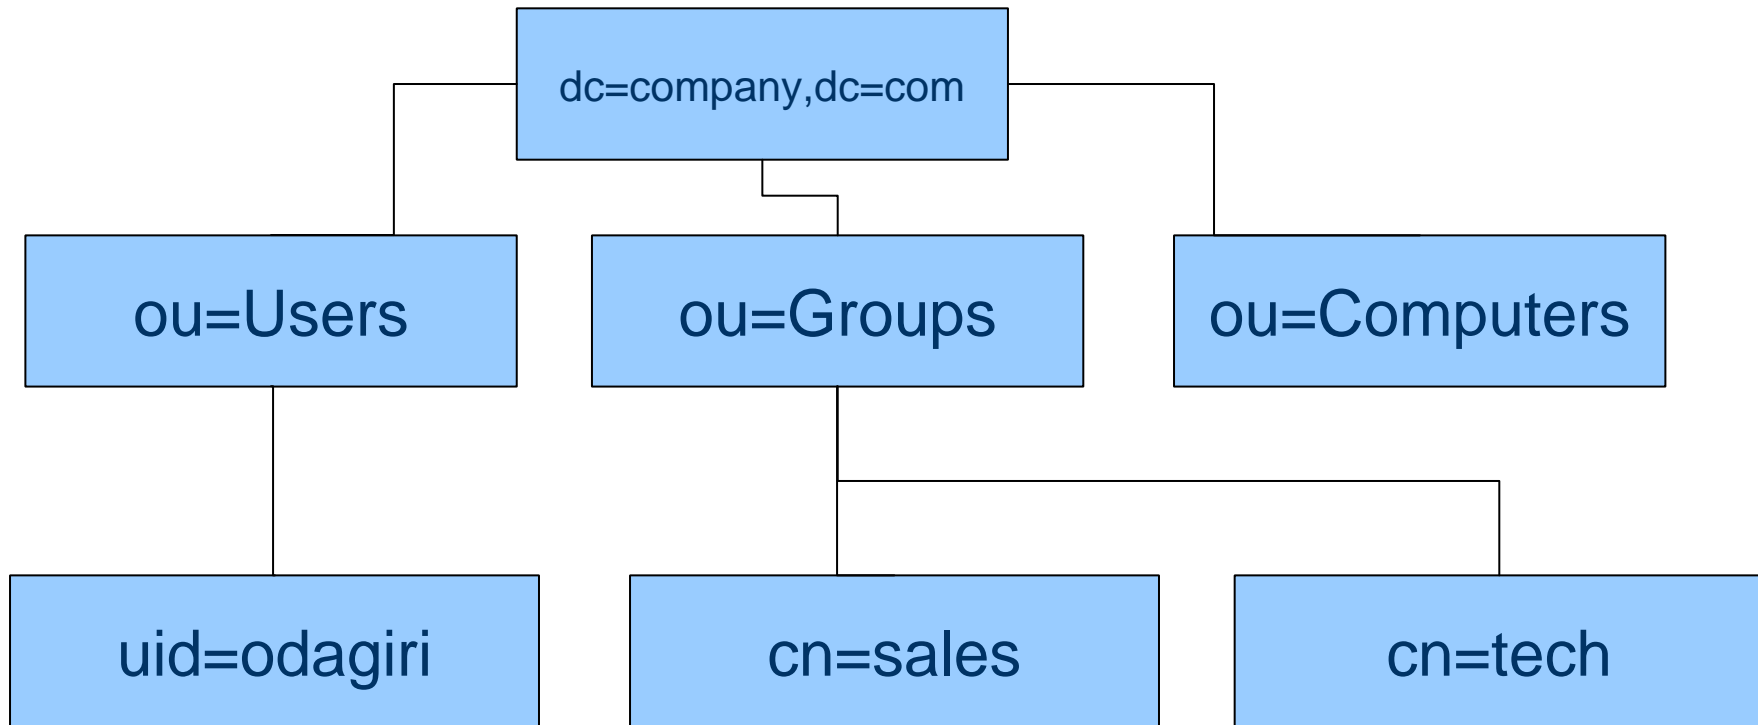 dc=company,dc=com
ou=Users
ou=Groups
ou=Computers
uid=odagiri
cn=sales
cn=tech